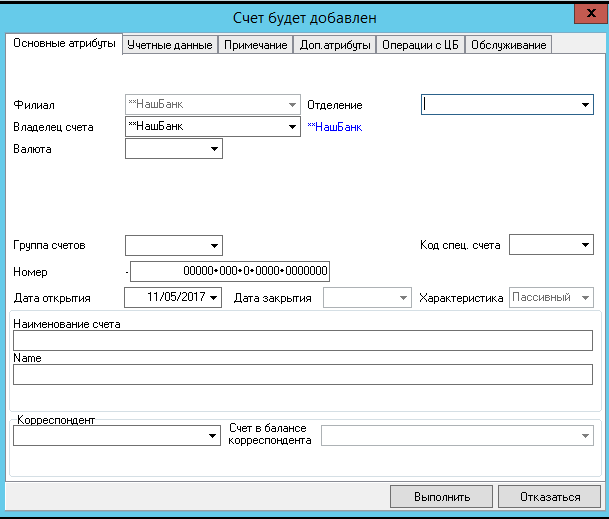 Счет будет добавлен
x
Основные атрибуты Учетные данные Примечание Доп.атрибуты Операции с ЦБ Обслуживание
Филиал **НашБанк Отделение
Владелец счета **НашБанк **НашБанк
Валюта
Группа счетов Код спец. счета
Номер - 00000+000+0+0000+0000000
Дата открытия 11/05/2017 Дата закрытия Характеристика Пассивный
Наименование счета
Name
Корреспондент Счет в балансе
корреспондента
Выполнить Отказаться